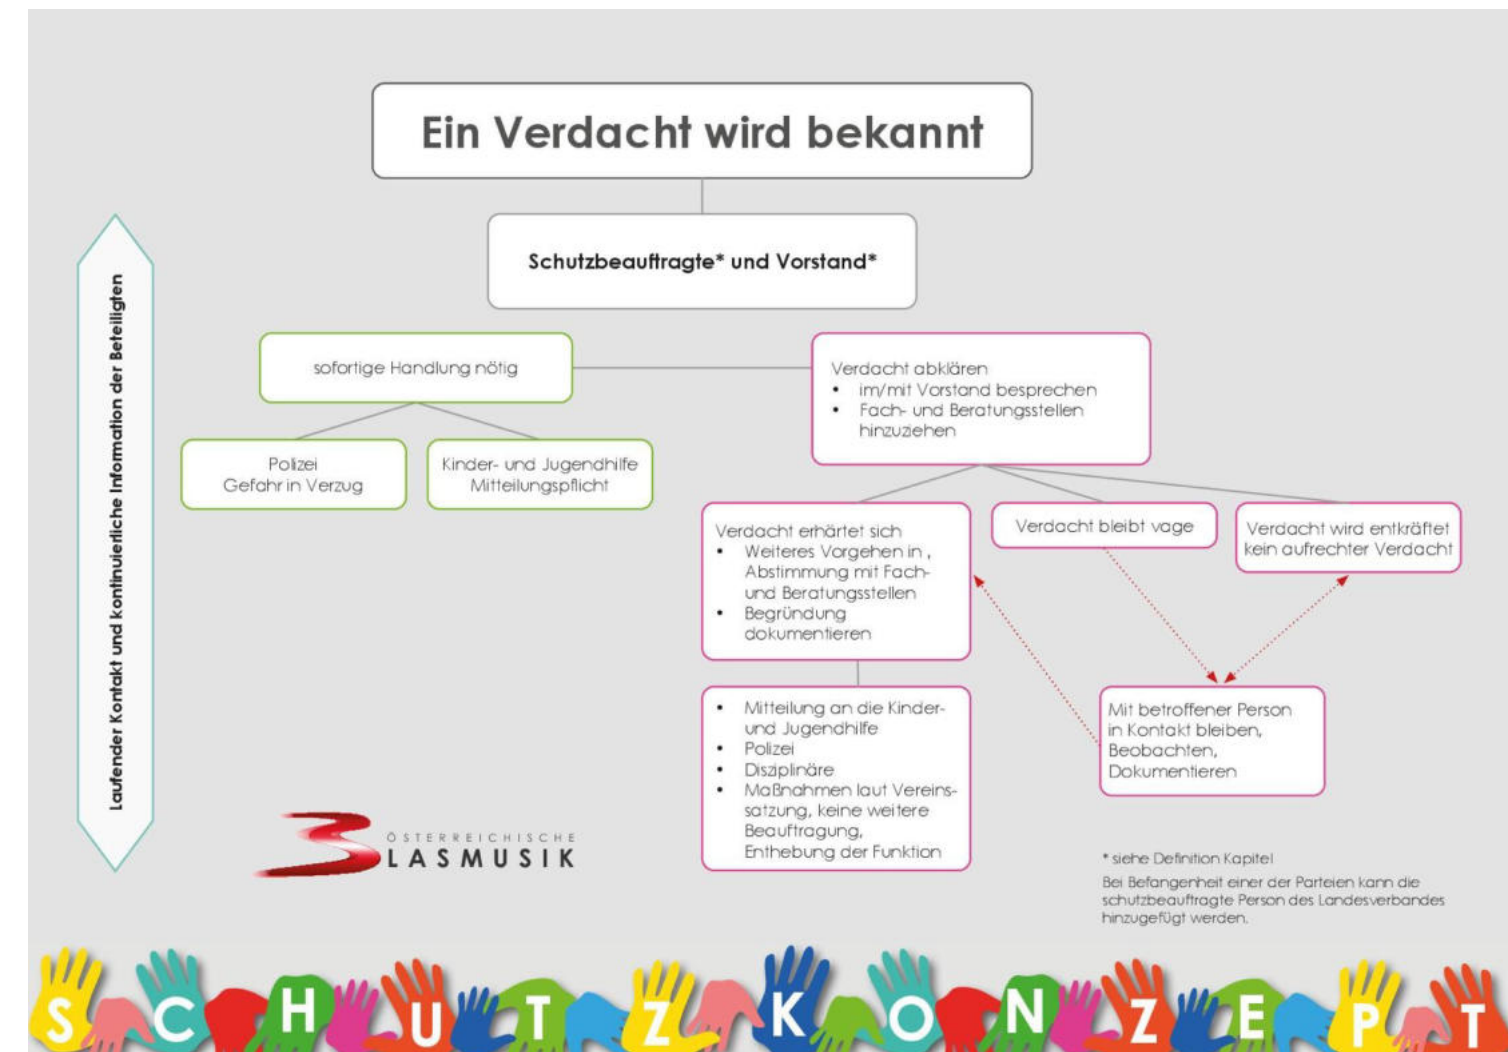 Ein Verdacht wird bekannt
Schutzbeauftragte* und Vorstand*
Laufender Kontakt und kontinuierliche Information der Beteiligten
sofortige Handlung nötig
Polizei
Gefahr in Verzug
Kinder- und Jugendhilfe
Mitteilungspflicht
Verdacht abklären
• im/mit Vorstand besprechen
• Fach- und Beratungsstellen
hinzuziehen
Verdacht erhärtet sich
• Weiteres Vorgehen in ,
Abstimmung mit Fach-
und Beratungsstellen
• Begründung
dokumentieren
Verdacht bleibt vage
Verdacht wird entkräftet
kein aufrechter Verdacht
• Mitteilung an die Kinder-
und Jugendhilfe
• Polizei
• Disziplinäre
• Maßnahmen laut Vereins-
satzung, keine weitere
Beauftragung,
Enthebung der Funktion
Mit betroffener Person
in Kontakt bleiben,
Beobachten,
Dokumentieren
ÖSTERREICHISCHE
BLASMUSIK
* siehe Definition Kapitel
Bei Befangenheit einer der Parteien kann die
schutzbeauftragte Person des Landesverbandes
hinzugefügt werden.
SCHUTZKONZEPT